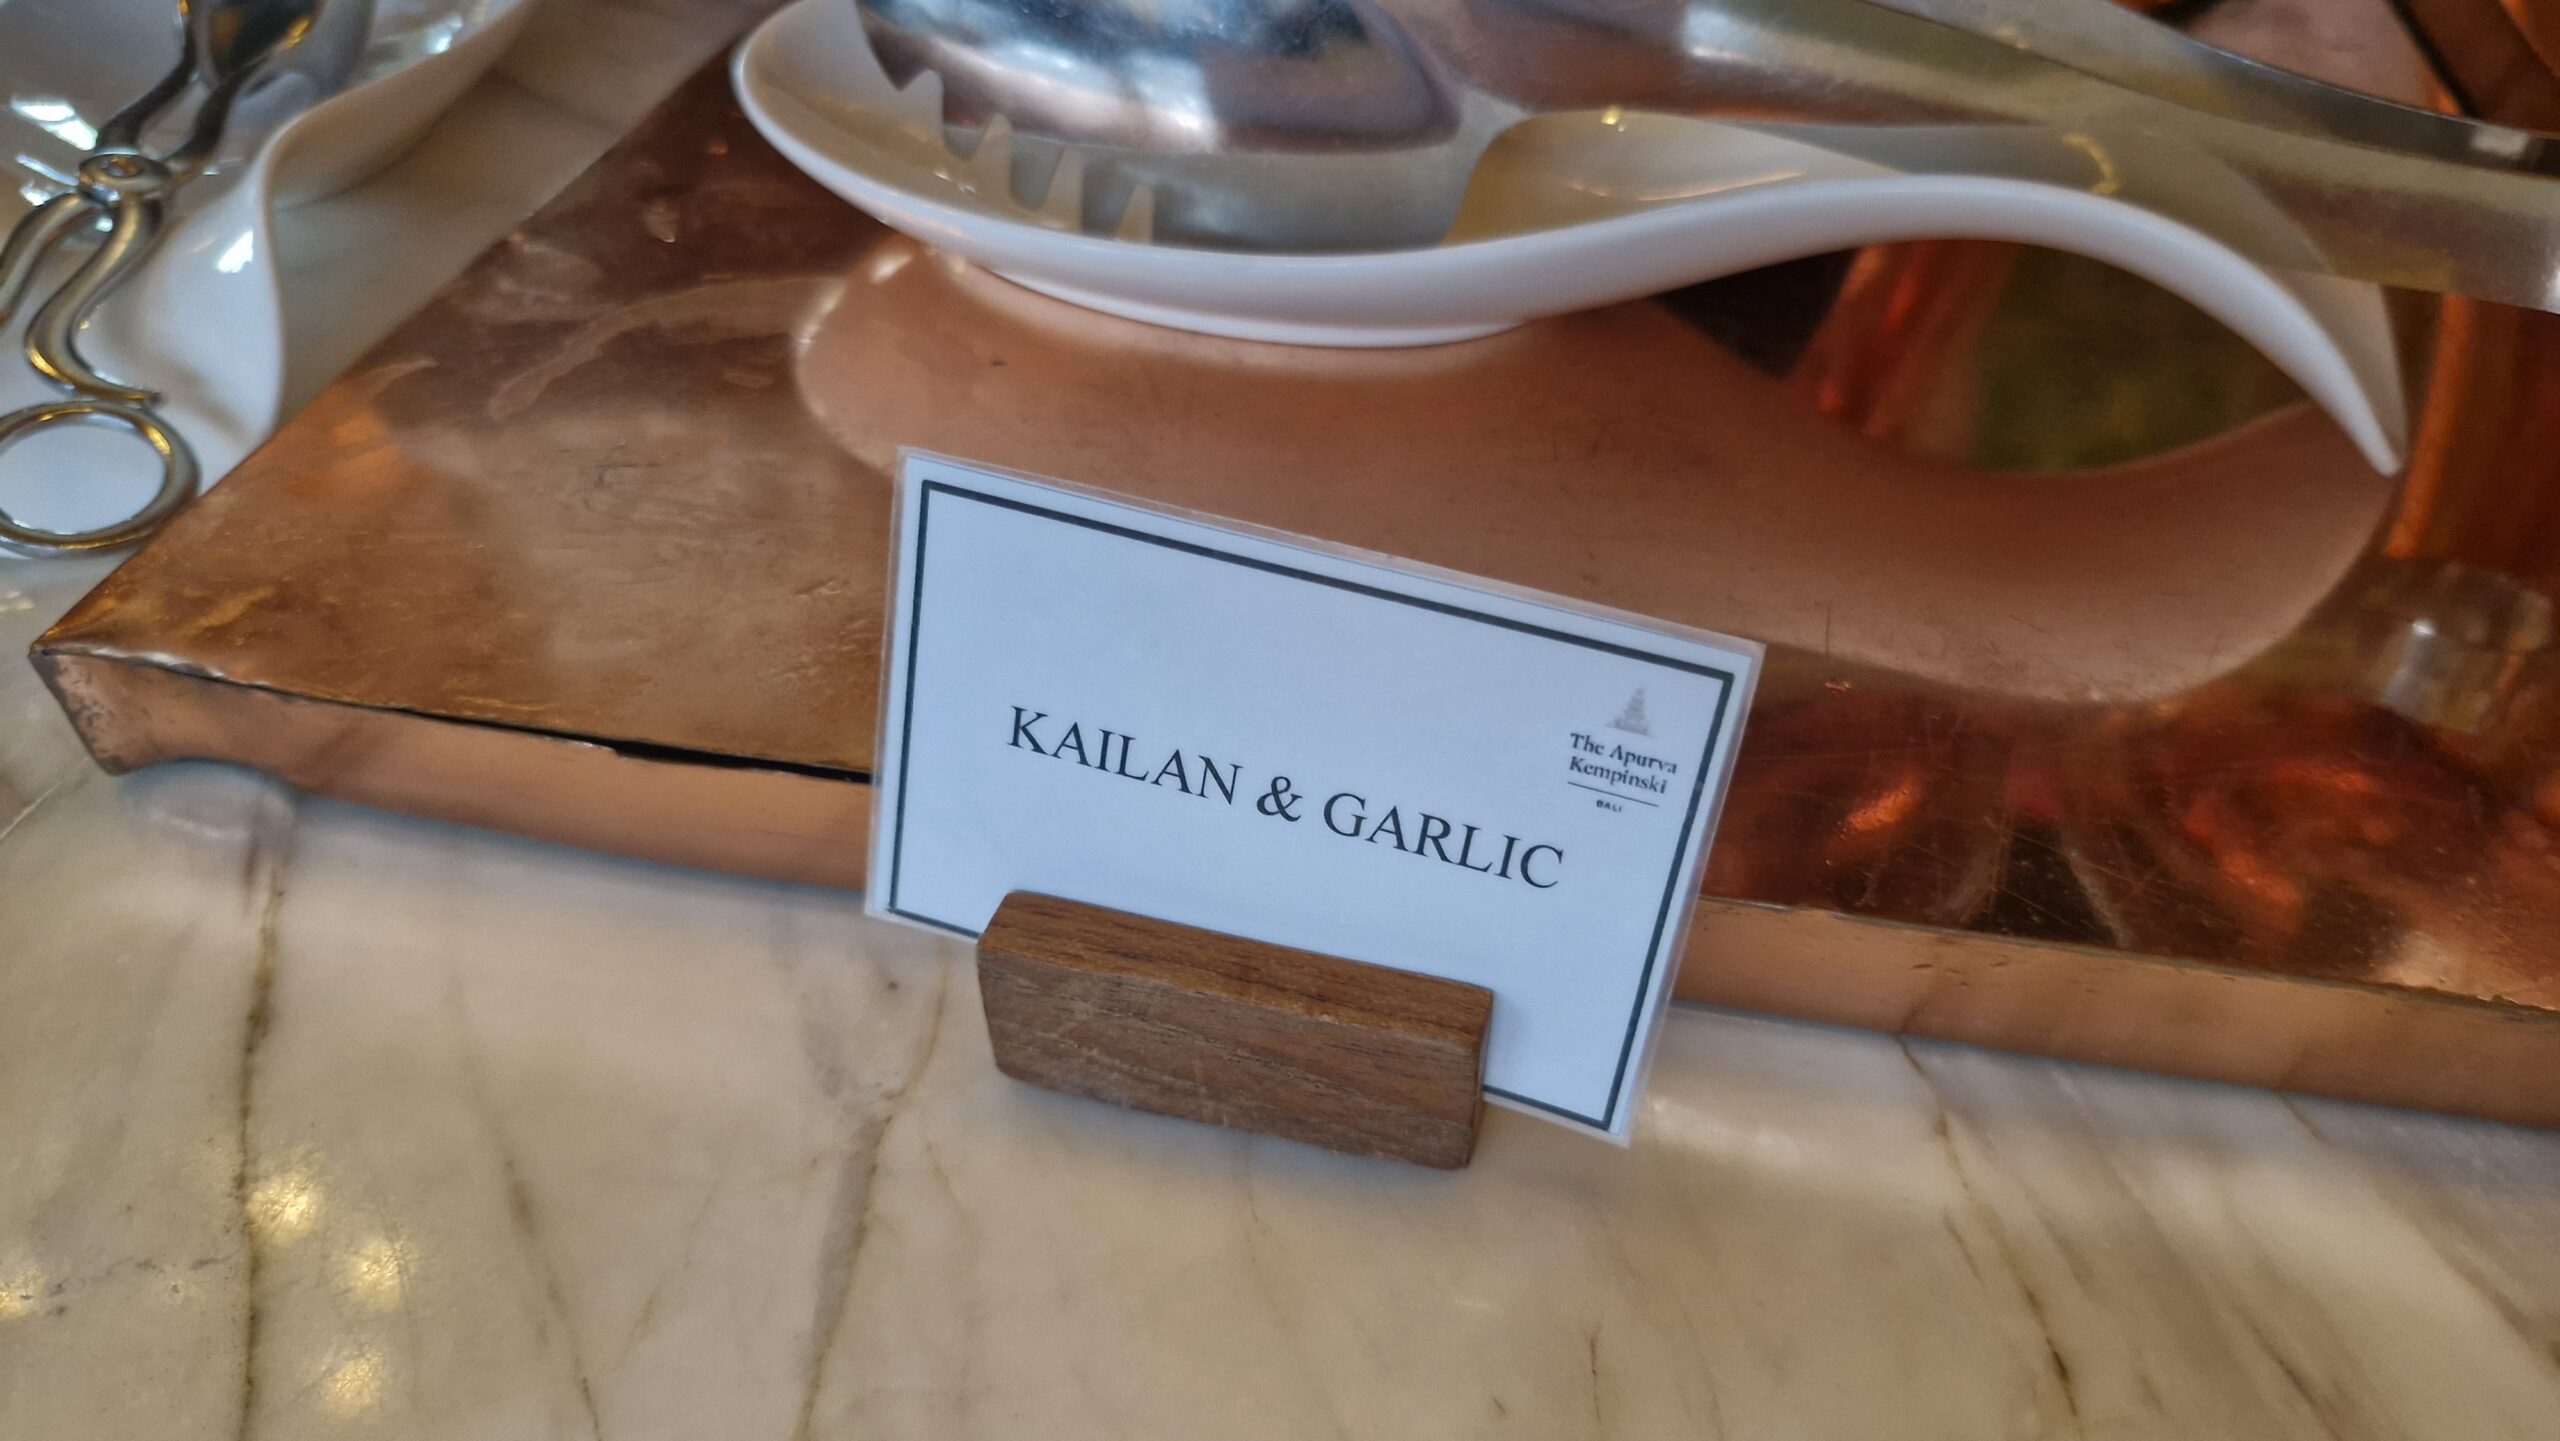 The Apurva
Kempinski
BALI
KAILAN & GARLIC